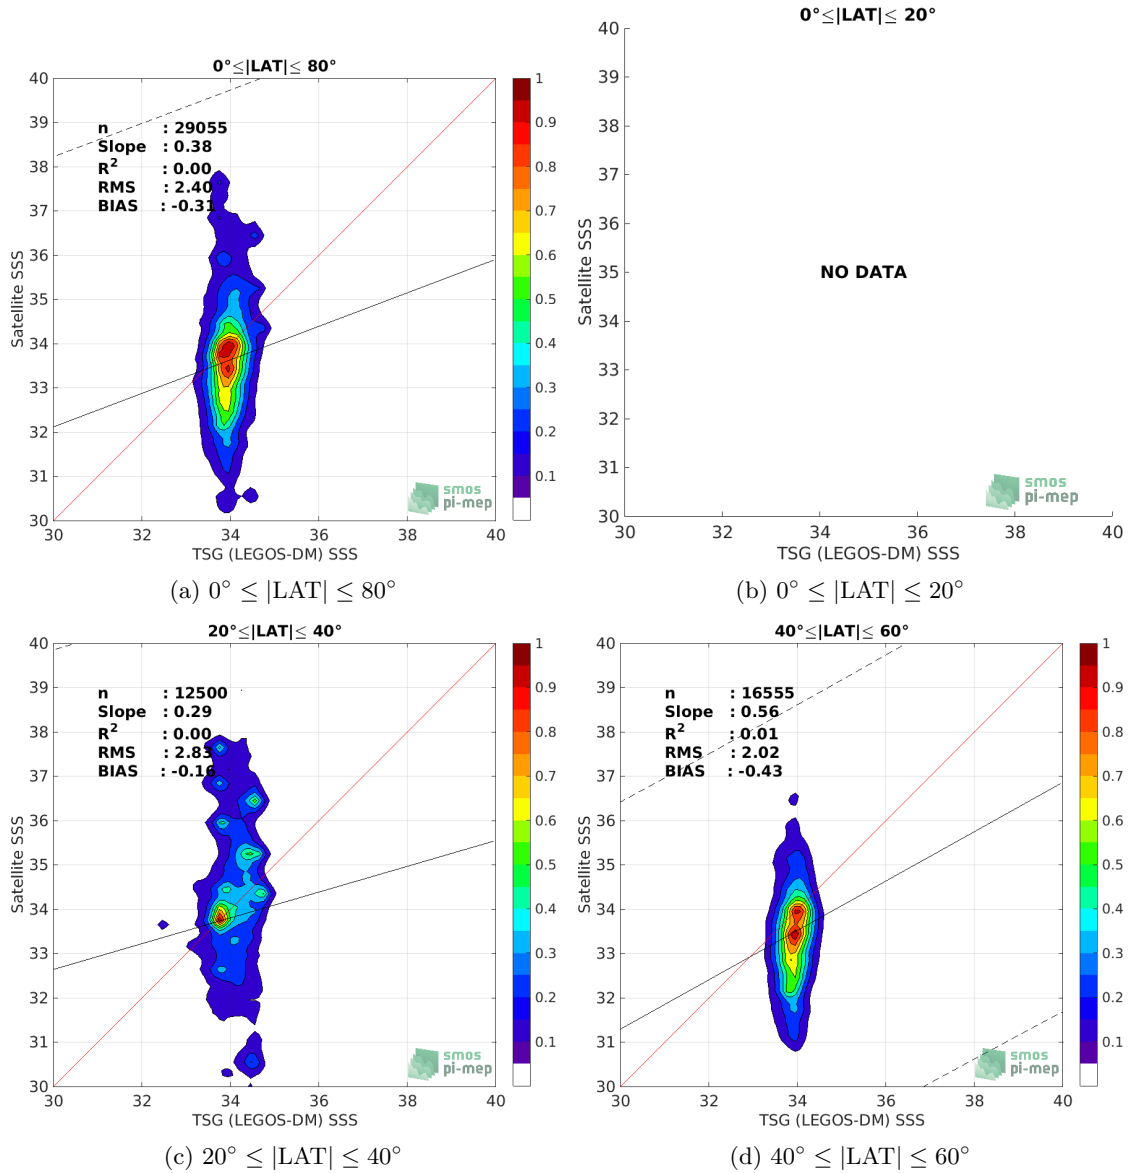 0°≤|LAT|≤ 80°
40
39
38
37
36
35
34
33
32
31
30
Satellite SSS
n : 29055
Slope : 0.38
R² : 0.00
RMS : 2.40
BIAS : -0.31
smos
pi-mep
30 32 34 36 38 40
TSG (LEGOS-DM) SSS
1
0.9
0.8
0.7
0.6
0.5
0.4
0.3
0.2
0.1
(a) 0° ≤ |LAT| ≤ 80°
0°≤|LAT|≤ 20°
40
39
38
37
36
35
34
33
32
31
30
Satellite SSS
NO DATA
smos
pi-mep
30 32 34 36 38 40
TSG (LEGOS-DM) SSS
(b) 0° ≤ |LAT| ≤ 20°
20°≤|LAT|≤ 40°
40
39
38
37
36
35
34
33
32
31
30
Satellite SSS
n : 12500
Slope : 0.29
R² : 0.00
RMS : 2.83
BIAS : -0.16
smos
pi-mep
30 32 34 36 38 40
TSG (LEGOS-DM) SSS
1
0.9
0.8
0.7
0.6
0.5
0.4
0.3
0.2
0.1
(c) 20° ≤ |LAT| ≤ 40°
40°≤|LAT|≤ 60°
40
39
38
37
36
35
34
33
32
31
30
Satellite SSS
n : 16555
Slope : 0.56
R² : 0.01
RMS : 2.02
BIAS : -0.43
smos
pi-mep
30 32 34 36 38 40
TSG (LEGOS-DM) SSS
1
0.9
0.8
0.7
0.6
0.5
0.4
0.3
0.2
0.1
(d) 40° ≤ |LAT| ≤ 60°